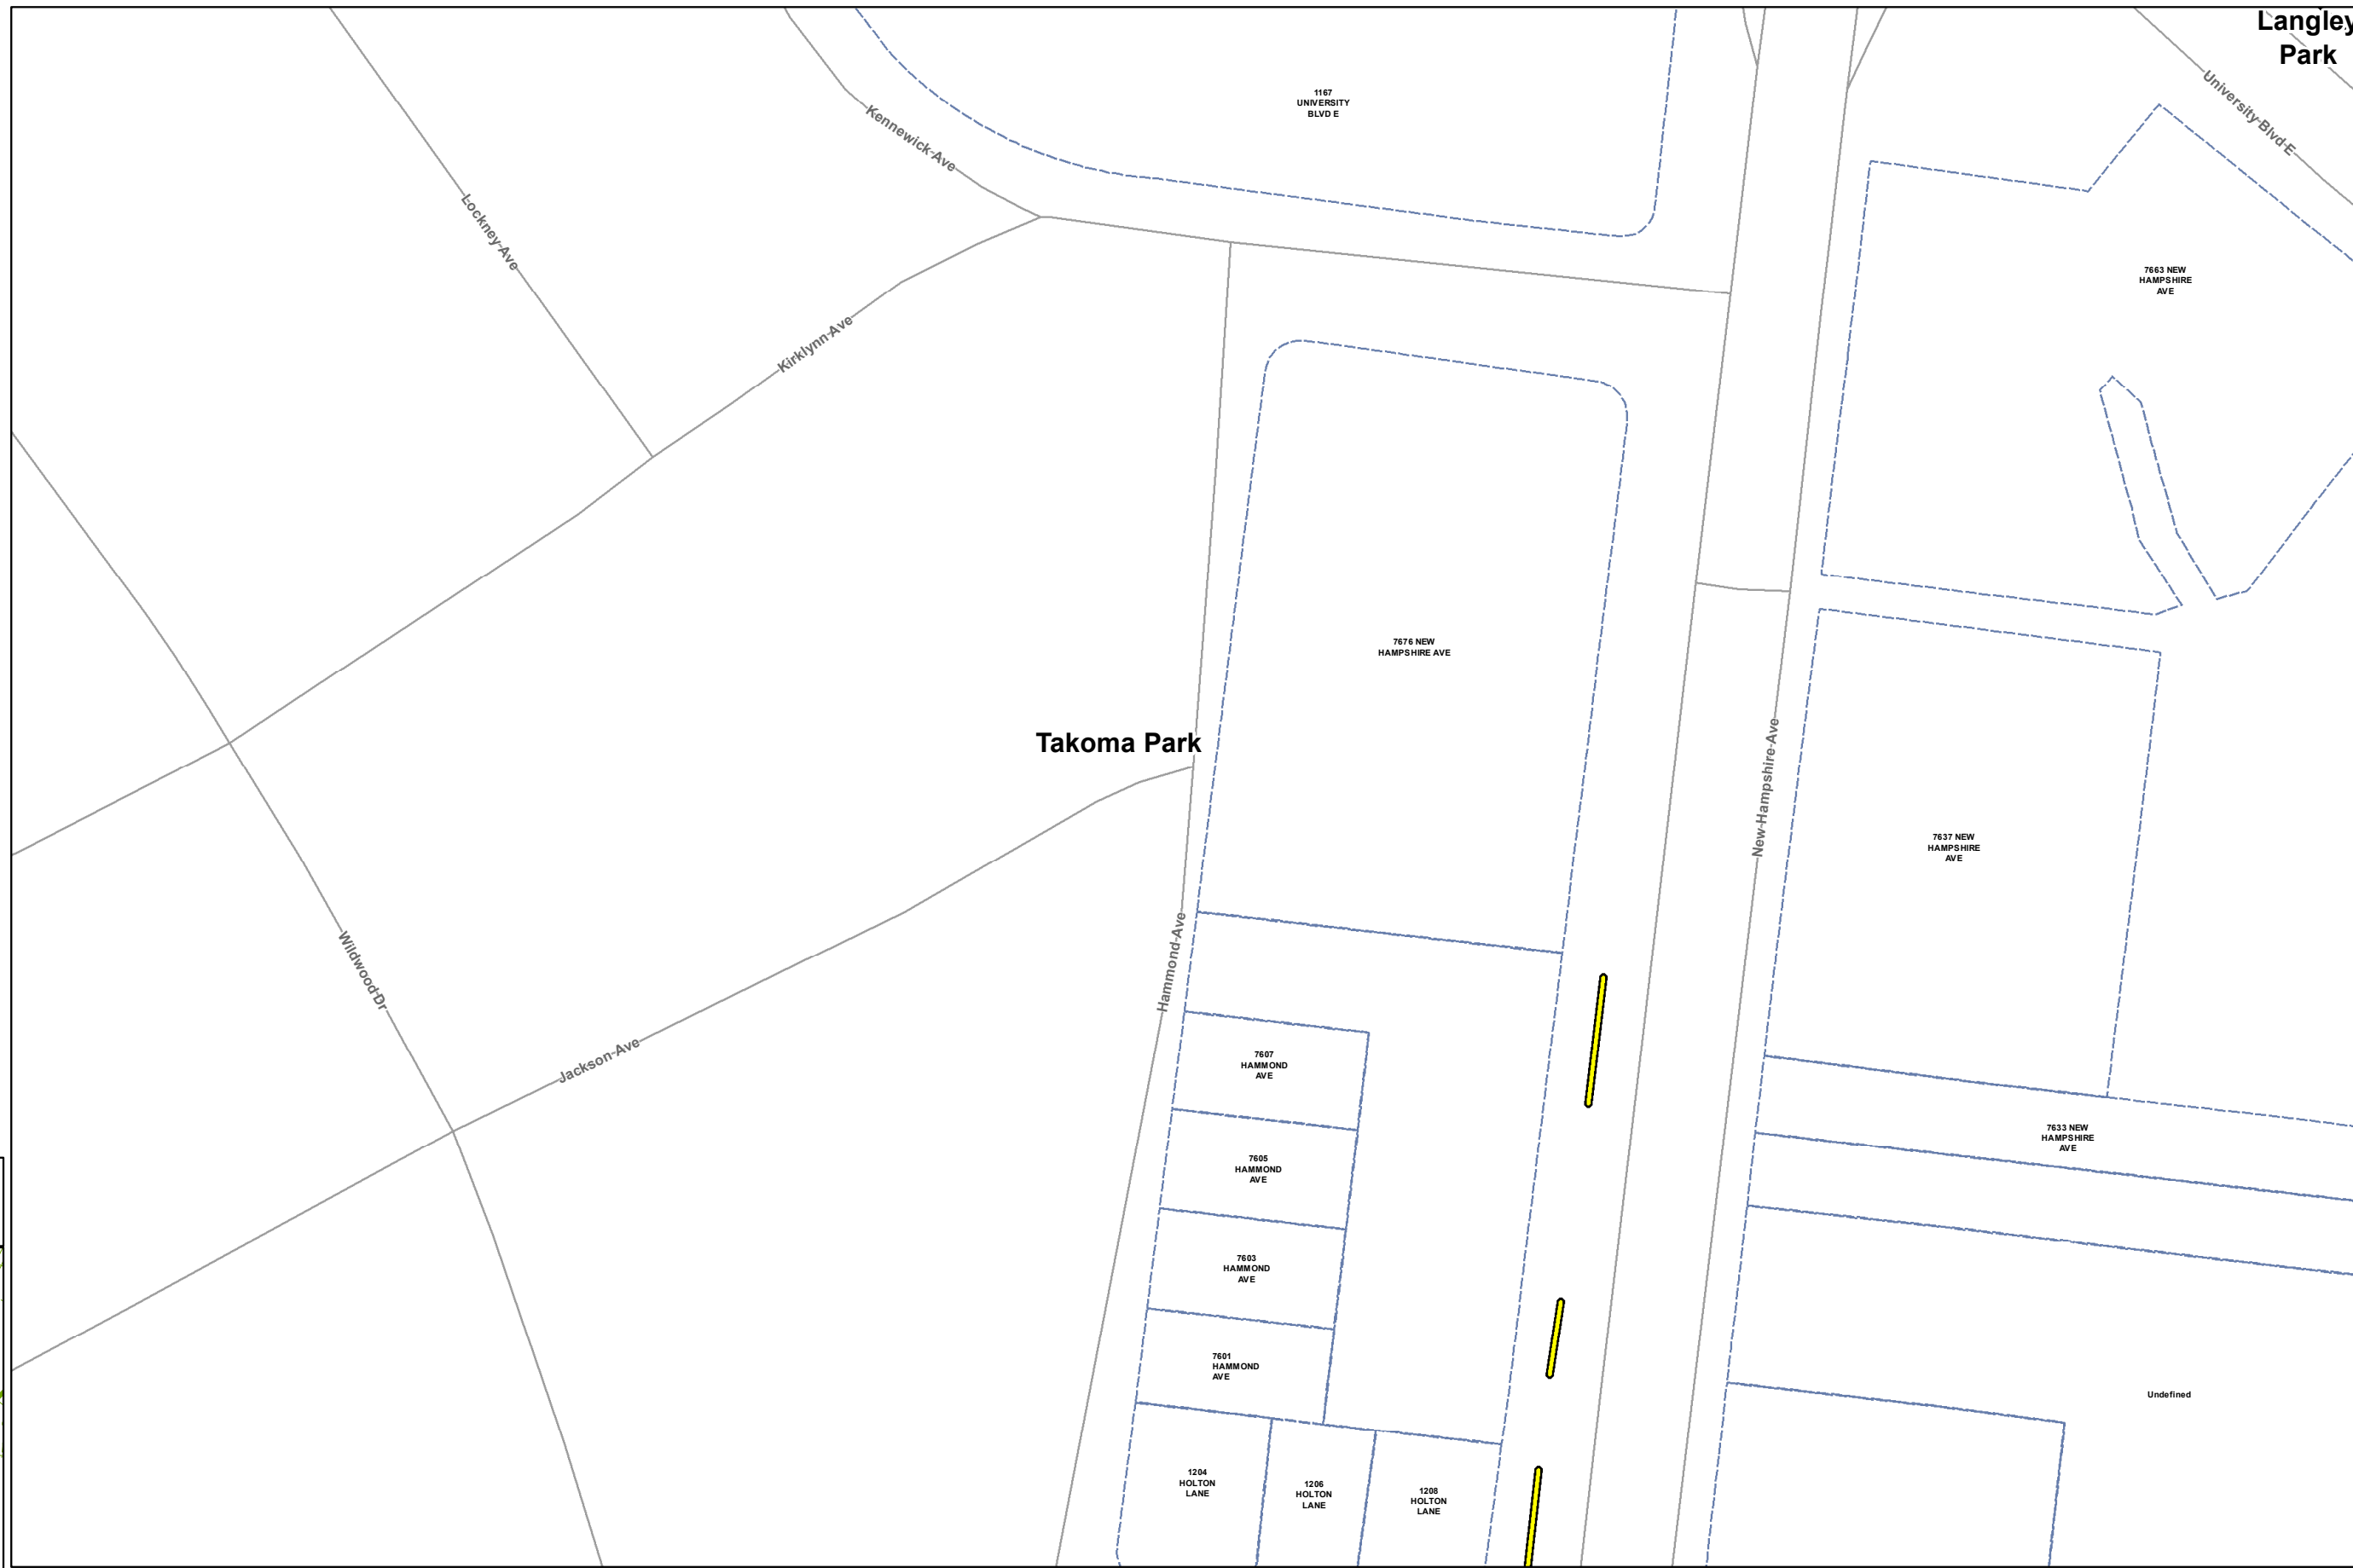 Langley
Park
University Blvd E
1167
UNIVERSITY
BLVD E
Kennewick Ave
Lockney Ave
7663 NEW
HAMPSHIRE
AVE
Kirklynn Ave
7676 NEW
HAMPSHIRE AVE
Takoma Park
New Hampshire Ave
7637 NEW
HAMPSHIRE
AVE
Hammond Ave
Wildwood Dr
Jackson Ave
7607
HAMMOND
AVE
7633 NEW
HAMPSHIRE
AVE
7605
HAMMOND
AVE
7603
HAMMOND
AVE
7601
HAMMOND
AVE
Undefined
1204
HOLTON
LANE
1206
HOLTON
LANE
1208
HOLTON
LANE